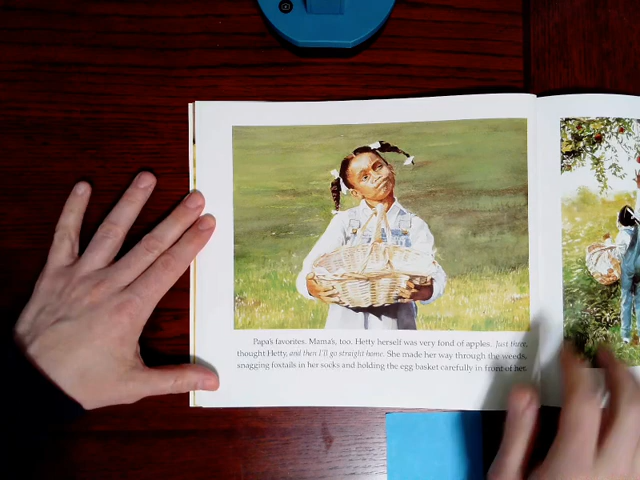 Papa's favorites. Mama's, too. Hetty herself was very fond of apples. Just three,
thought Hetty, and then I'll go straight home. She made her way through the weeds,
snagging foxtails in her socks and holding the egg basket carefully in front of her.